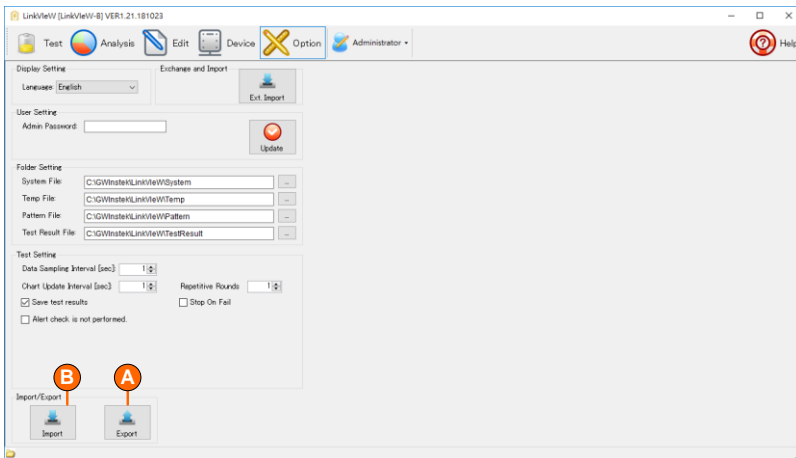 LinkVIeW [LinkVIeW-8] VER1.21.181023
Test Analysis Edit Device Option Administrator Help
Display Setting
Language: English
Exchange and Import
Ext. Import
User Setting
Admin Password:
Update
Folder Setting
System File: C:\GWInstek\LinkVIeW\System ...
Temp File: C:\GWInstek\LinkVIeW\Temp ...
Pattern File: C:\GWInstek\LinkVIeW\Pattern ...
Test Result File: C:\GWInstek\LinkVIeW\TestResult ...
Test Setting
Data Sampling Interval [sec]: 1
Chart Update Interval [sec]: 1 Repetitive Rounds 1
Save test results Stop On Fail
Alert check is not performed.
B A
Import/Export
Import Export